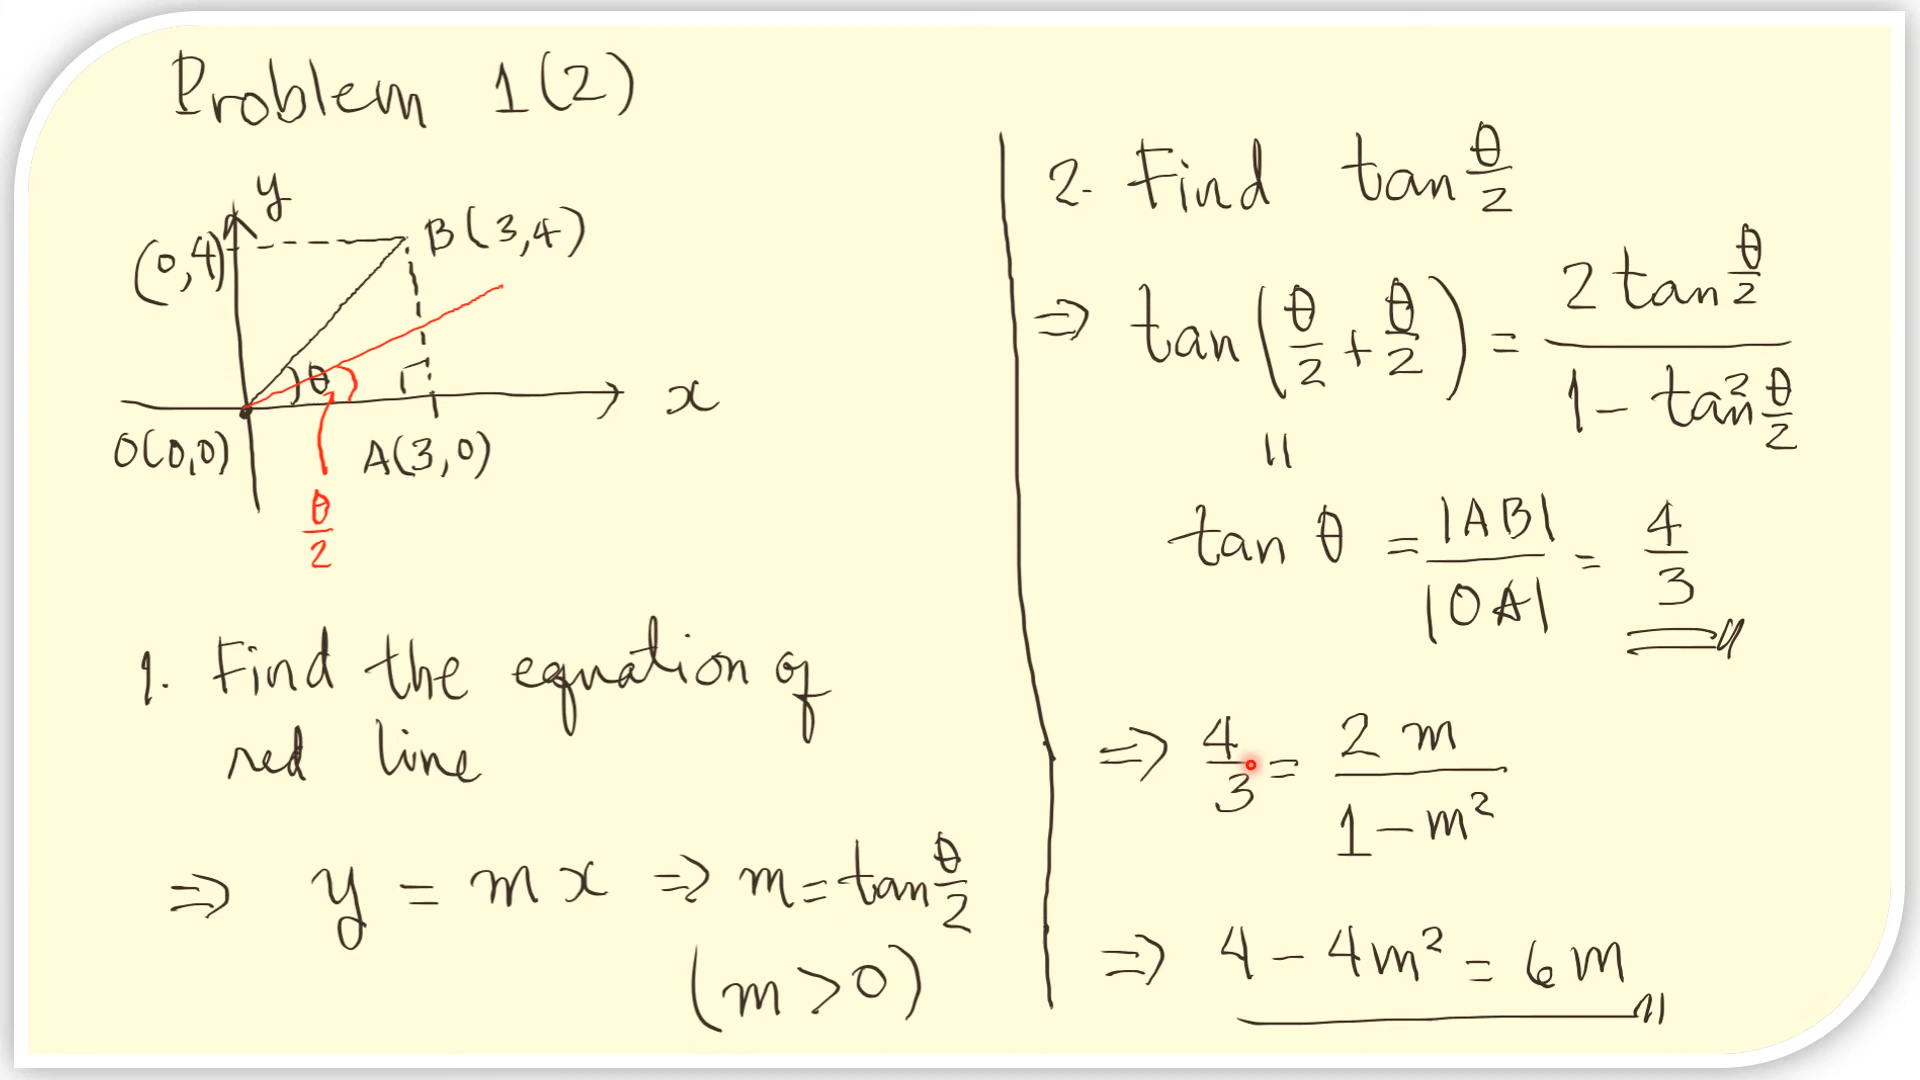 Problem 1(2)
y
(0,4)
B(3,4)
θ
x
O(0,0)
A(3,0)
θ/2
1. Find the equation of
red line
⇒ y = mx ⇒ m = tan θ/2
(m > 0)
2. Find tan θ/2
⇒ tan(θ/2 + θ/2) = 2 tan θ/2 / 1 - tan² θ/2
||
tan θ = |AB| / |OA| = 4/3
⇒ 4/3 = 2m / 1 - m²
⇒ 4 - 4m² = 6m